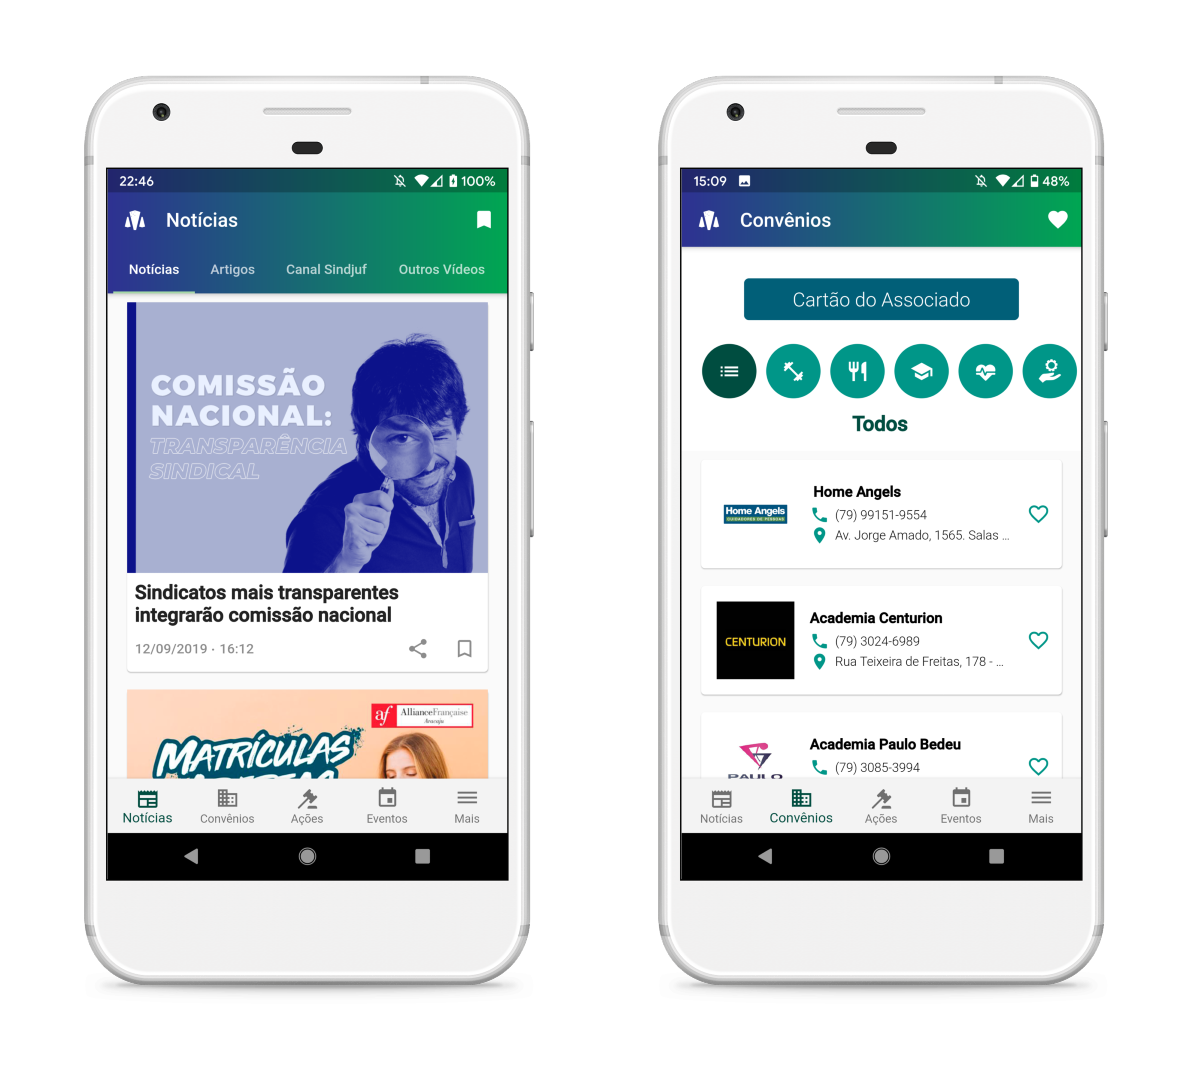 22:46
100%
Notícias
Notícias
Artigos
Canal Sindjuf
Outros Vídeos
COMISSÃO
NACIONAL:
TRANSPARÊNCIA
SINDICAL
Sindicatos mais transparentes
integrarão comissão nacional
12/09/2019 · 16:12
af AllianceFrançaise
Aracaju
MATRÍCULAS
ABERTAS
Notícias
Convênios
Ações
Eventos
Mais
15:09
48%
Convênios
Cartão do Associado
Todos
Home Angels
CUIDADORES DE PESSOAS
Home Angels
(79) 99151-9554
Av. Jorge Amado, 1565. Salas ...
CENTURION
Academia Centurion
(79) 3024-6989
Rua Teixeira de Freitas, 178 - ...
PAULO
Academia Paulo Bedeu
(79) 3085-3994
Notícias
Convênios
Ações
Eventos
Mais